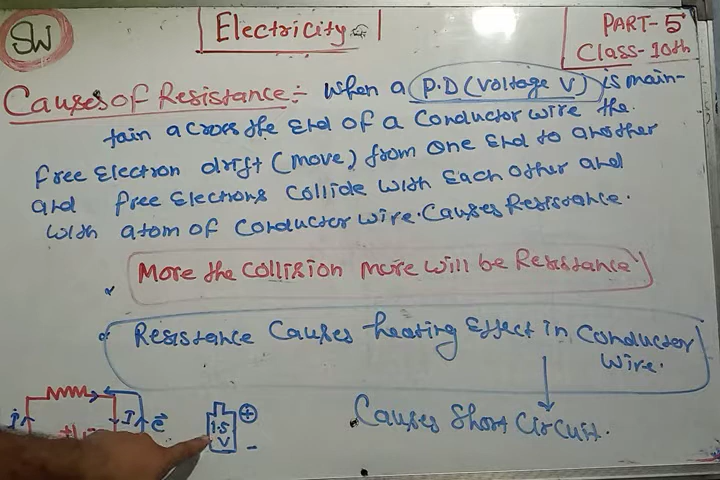 SW
Electricity
PART-5
Class-10th
Causes of Resistance:- when a P.D (Voltage V) is main-
tain across the End of a Conductor wire the
free Electron drift (move) from one End to another
and free Electrons Collide with Each other and
with atom of Conductor wire. Causes Resistance.
More the Collision more will be Resistance
Resistance Causes heating Effect in Conductor
wire.
Causes Short Circuit.
I
e
1.5
V
+
-